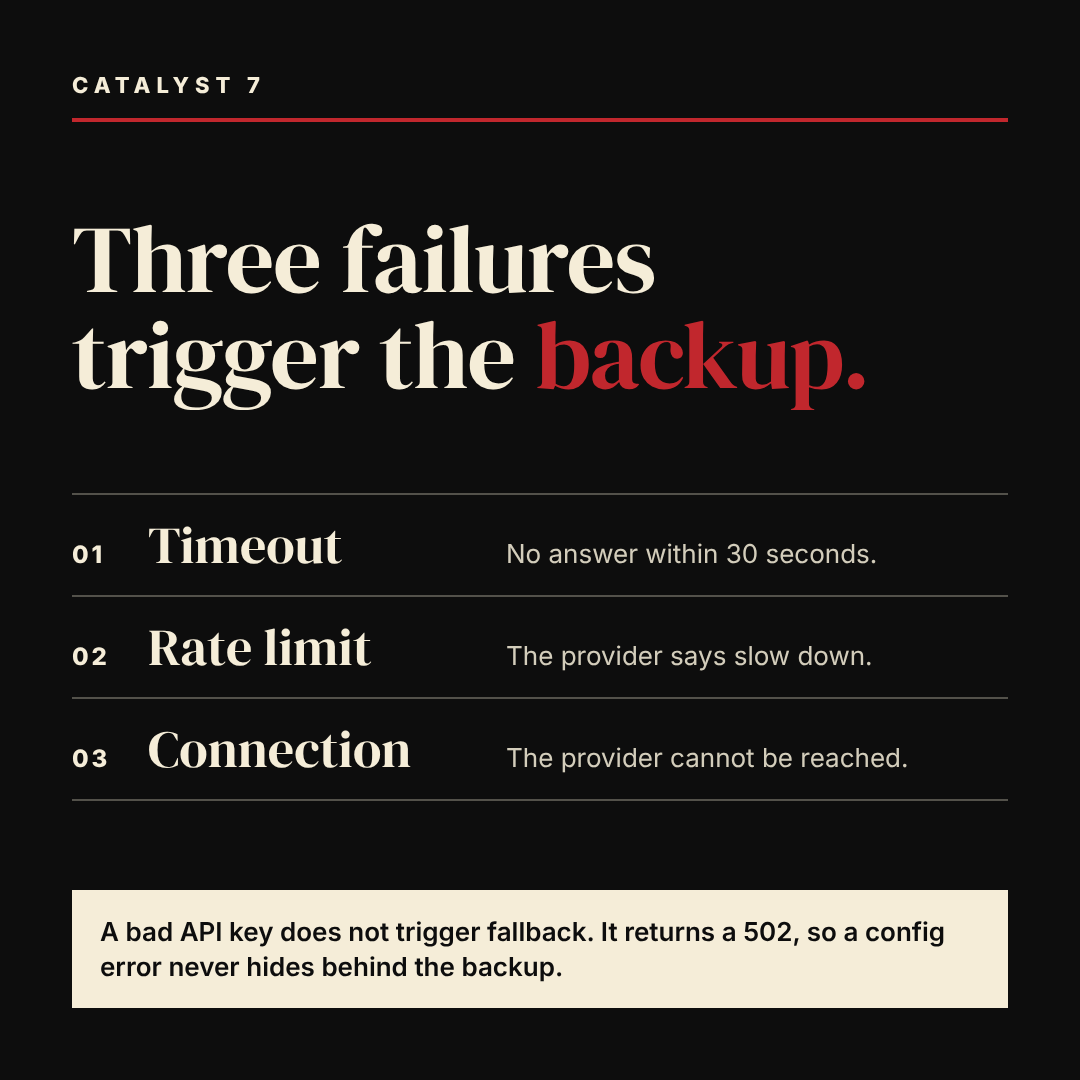 CATALYST 7
Three failures
trigger the backup.
01 Timeout No answer within 30 seconds.
02 Rate limit The provider says slow down.
03 Connection The provider cannot be reached.
A bad API key does not trigger fallback. It returns a 502, so a config
error never hides behind the backup.